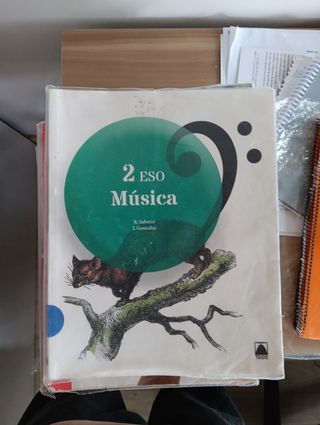 2 ESO
Música
R. Sabater
I. González